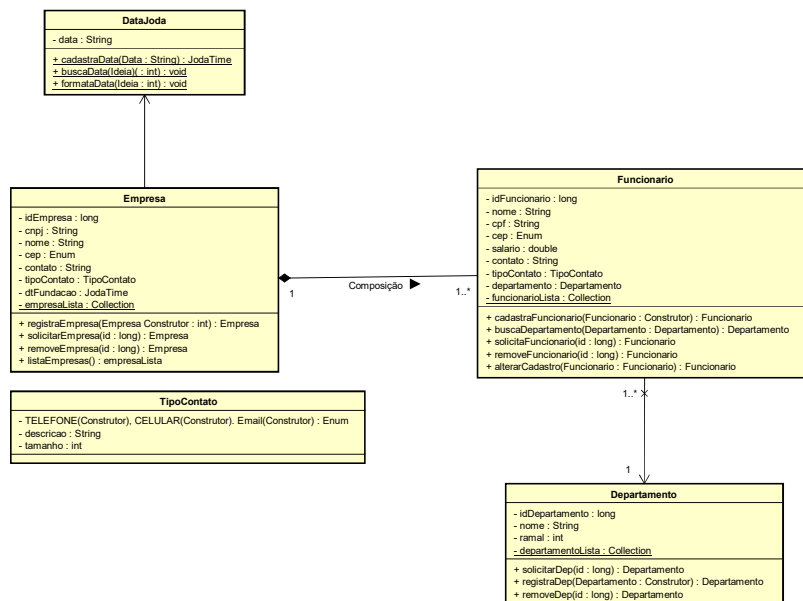 DataJoda
- data : String
+ cadastraData(Data : String) : JodaTime
+ buscaData(Ideia)( : int) : void
+ formataData(Ideia : int) : void
Empresa
- idEmpresa : long
- cnpj : String
- nome : String
- cep : Enum
- contato : String
- tipoContato : TipoContato
- dtFundacao : JodaTime
- empresaLista : Collection
+ registraEmpresa(Empresa Construtor : int) : Empresa
+ solicitarEmpresa(id : long) : Empresa
+ removeEmpresa(id : long) : Empresa
+ listaEmpresas() : empresaLista
1
Composição
1..*
Funcionario
- idFuncionario : long
- nome : String
- cpf : String
- cep : Enum
- salario : double
- contato : String
- tipoContato : TipoContato
- departamento : Departamento
- funcionarioLista : Collection
+ cadastraFuncionario(Funcionario : Construtor) : Funcionario
+ buscaDepartamento(Departamento : Departamento) : Departamento
+ solicitaFuncionario(id : long) : Funcionario
+ removeFuncionario(id : long) : Funcionario
+ alterarCadastro(Funcionario : Funcionario) : Funcionario
TipoContato
- TELEFONE(Construtor), CELULAR(Construtor). Email(Construtor) : Enum
- descricao : String
- tamanho : int
1..*
1
Departamento
- idDepartamento : long
- nome : String
- ramal : int
- departamentoLista : Collection
+ solicitarDep(id : long) : Departamento
+ registraDep(Departamento : Construtor) : Departamento
+ removeDep(id : long) : Departamento